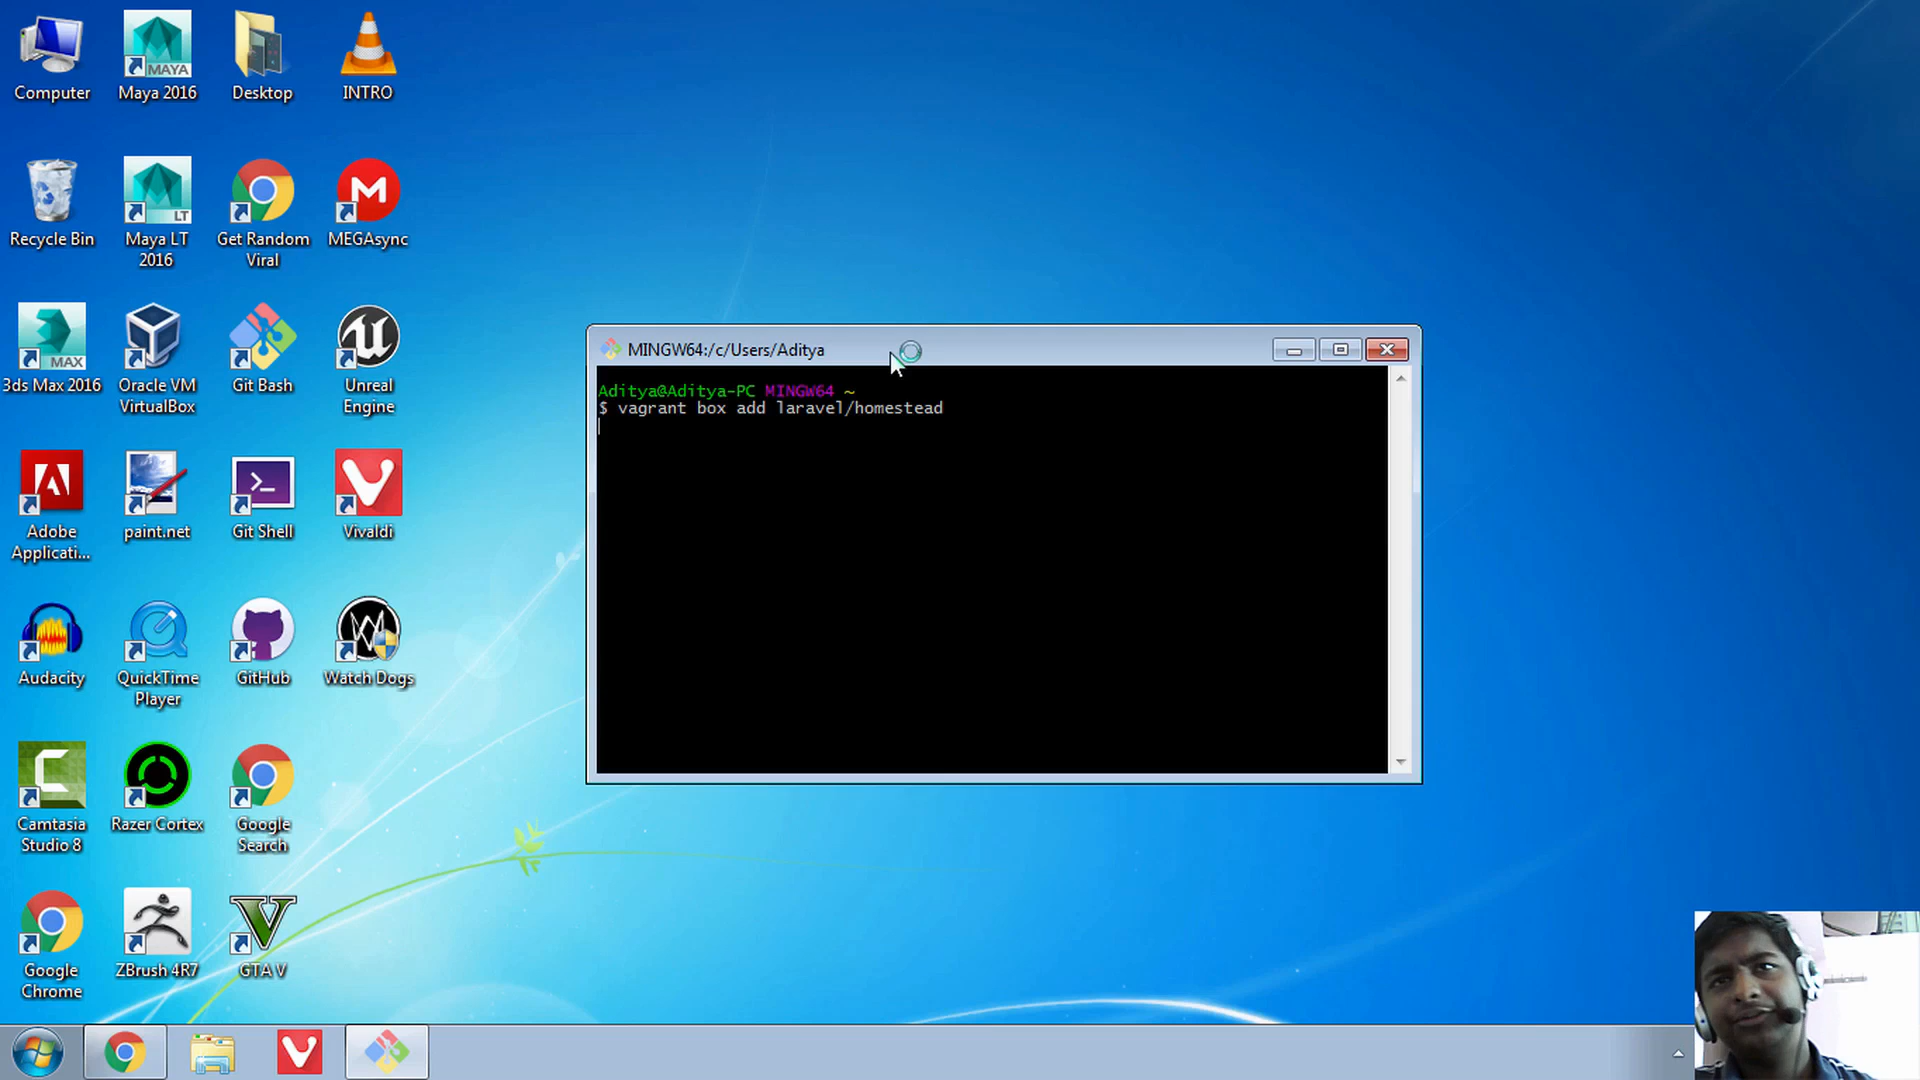 Computer
MAYA
Maya 2016
Desktop
INTRO
Recycle Bin
LT
Maya LT
2016
Get Random
Viral
M
MEGAsync
MAX
3ds Max 2016
Oracle VM
VirtualBox
Git Bash
Unreal
Engine
MINGW64:/c/Users/Aditya
Aditya@Aditya-PC MINGW64 ~
$ vagrant box add laravel/homestead
Adobe
Applicati...
paint.net
Git Shell
Vivaldi
Audacity
QuickTime
Player
GitHub
Watch Dogs
Camtasia
Studio 8
Razer Cortex
Google
Search
Google
Chrome
ZBrush 4R7
V
GTA V